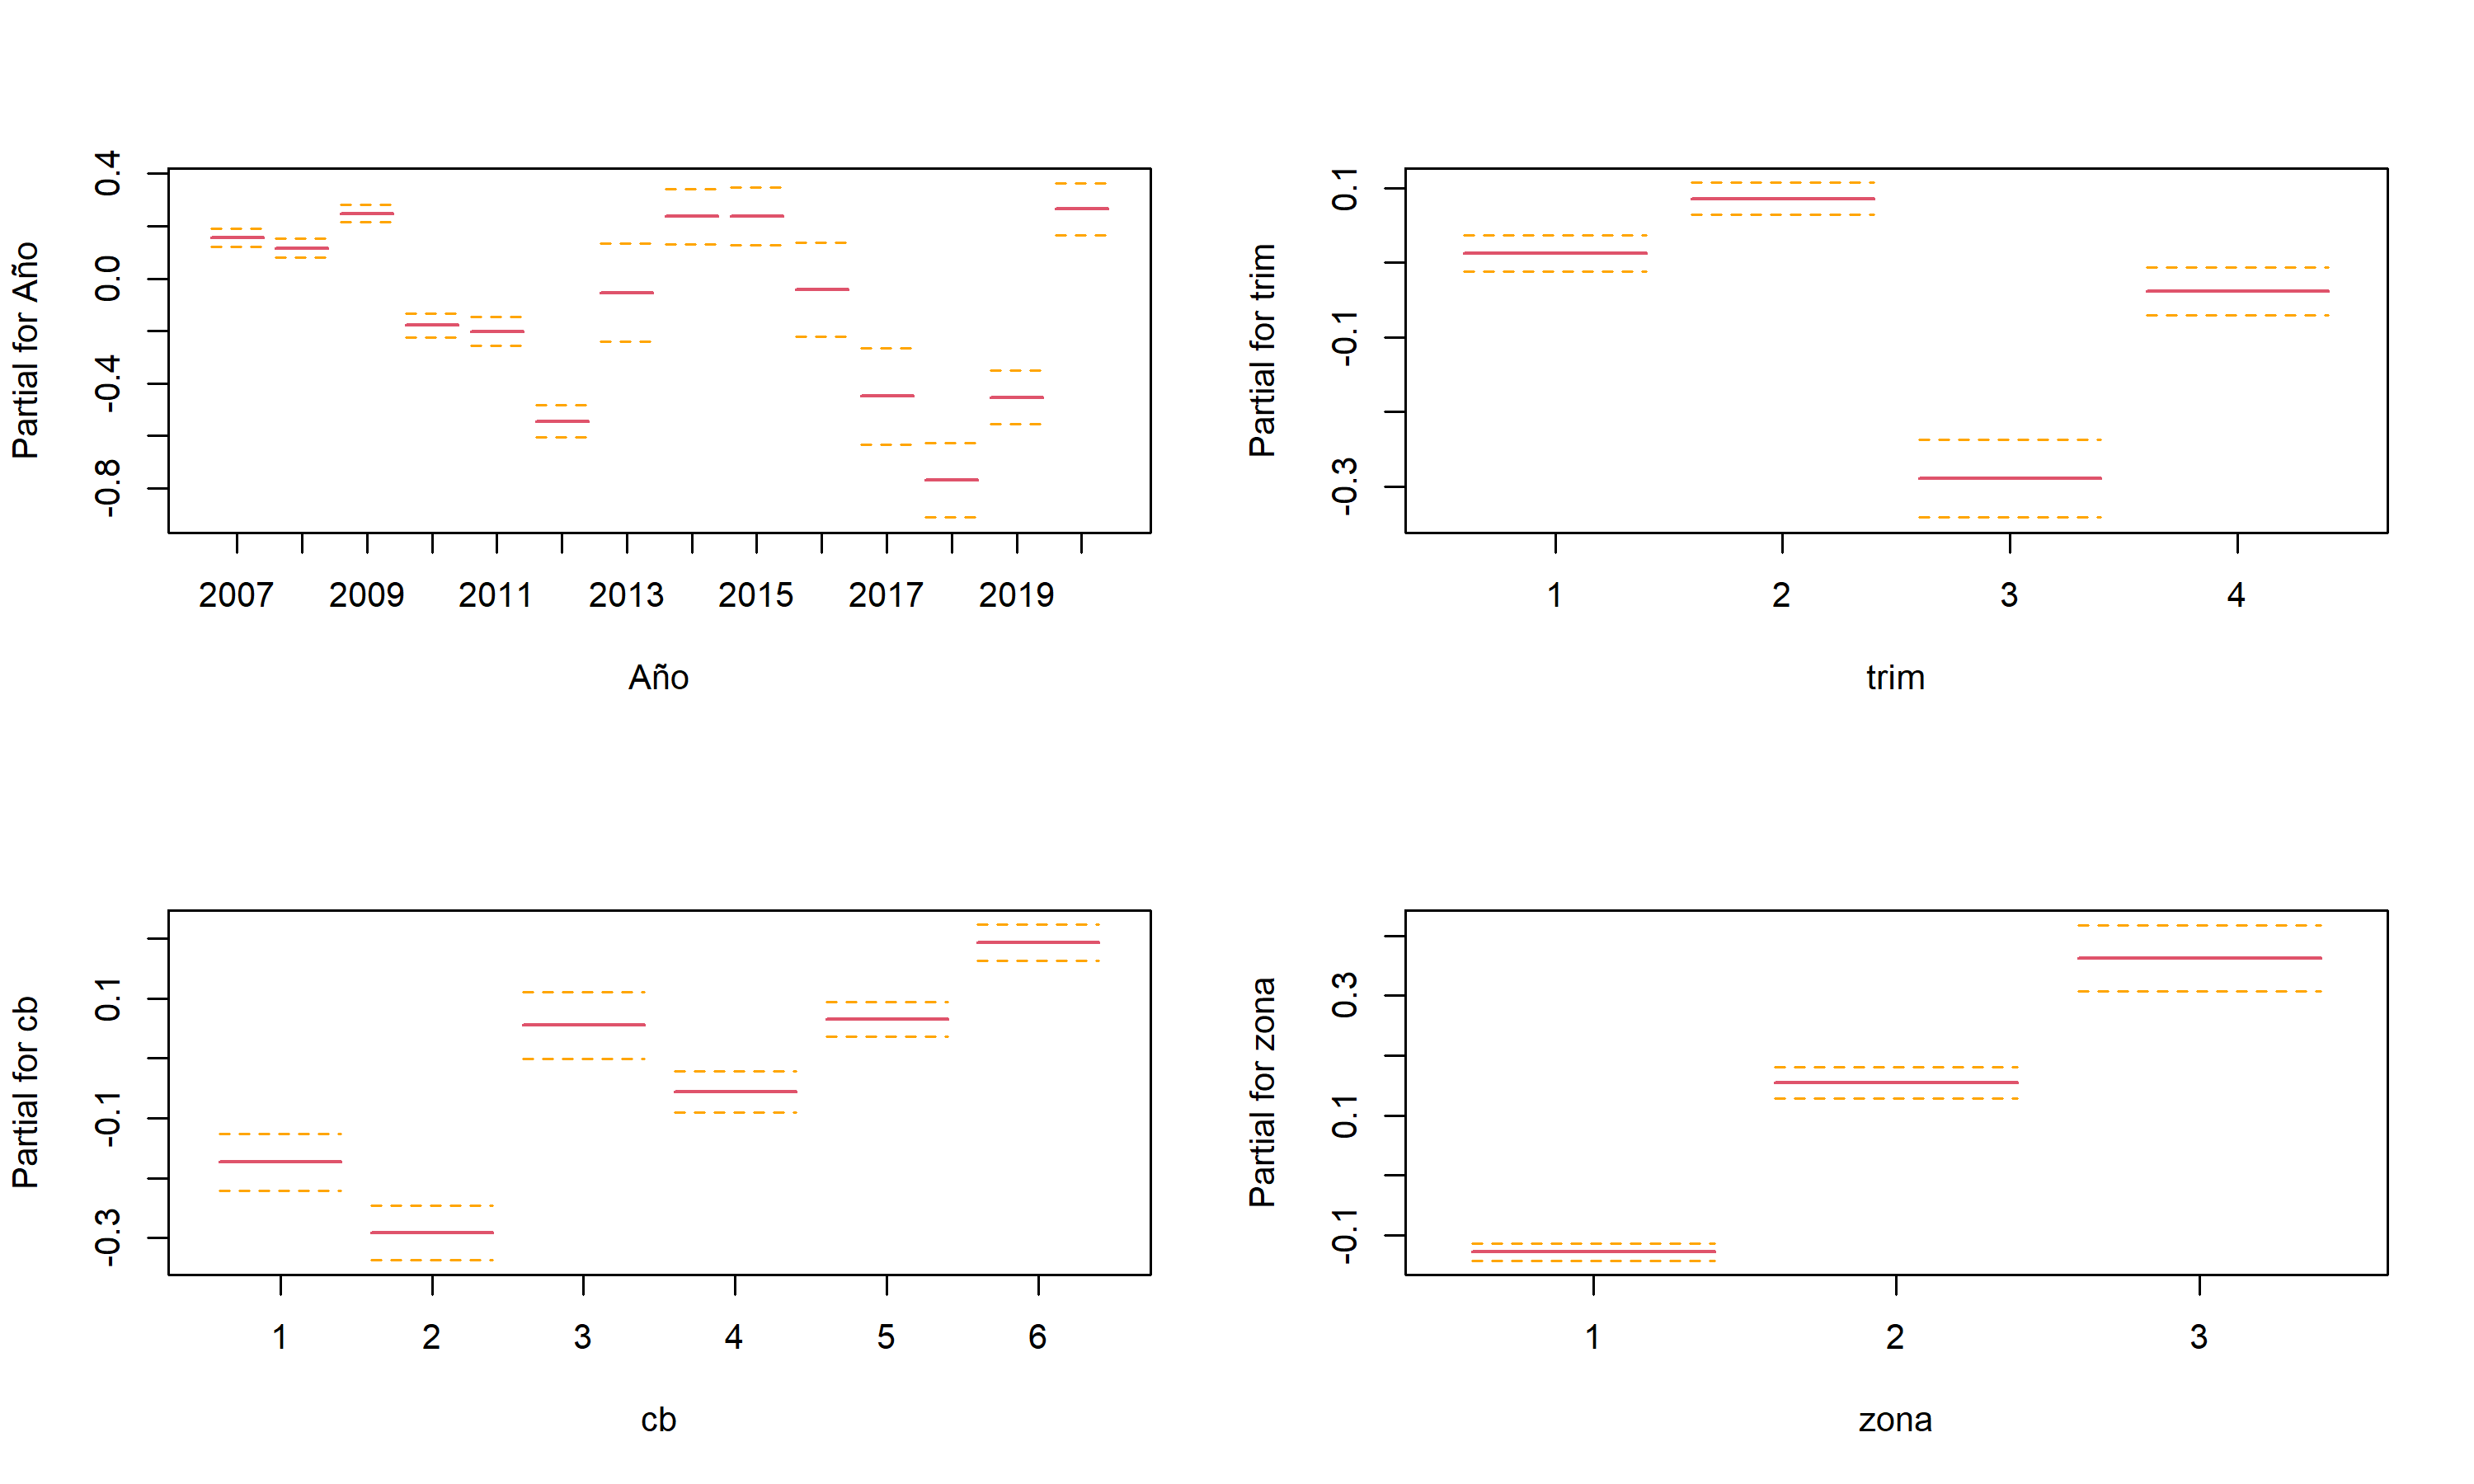 Partial for Año
0.4
0.0
-0.4
-0.8
2007 2009 2011 2013 2015 2017 2019
Año
Partial for trim
0.1
-0.1
-0.3
1 2 3 4
trim
Partial for cb
0.1
-0.1
-0.3
1 2 3 4 5 6
cb
Partial for zona
0.3
0.1
-0.1
1 2 3
zona